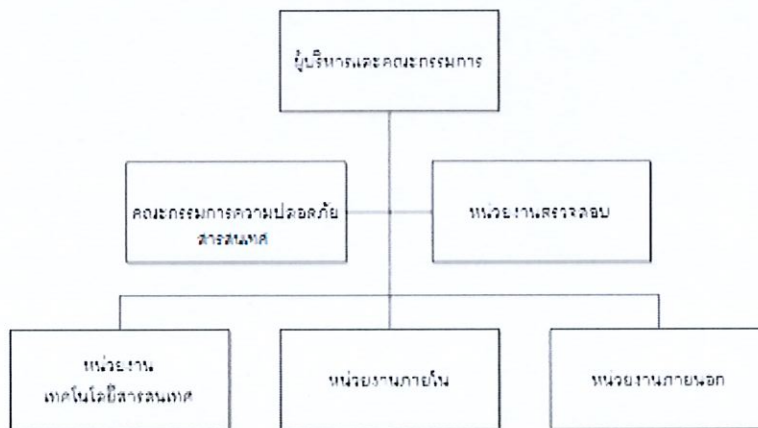 ผู้บริหารและคณะกรรมการ
คณะกรรมการความปลอดภัย
สารสนเทศ
หน่วยงานตรวจสอบ
หน่วยงาน
เทคโนโลยีสารสนเทศ
หน่วยงานภายใน
หน่วยงานภายนอก